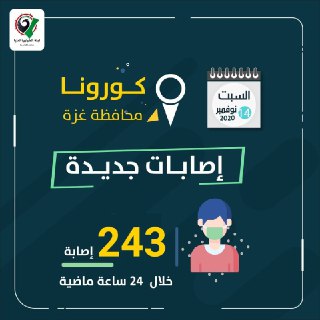 كورونا
محافظة غزة
السبت
14
نوفمبر
2020
إصابات جديدة
243 إصابة
خلال 24 ساعة ماضية